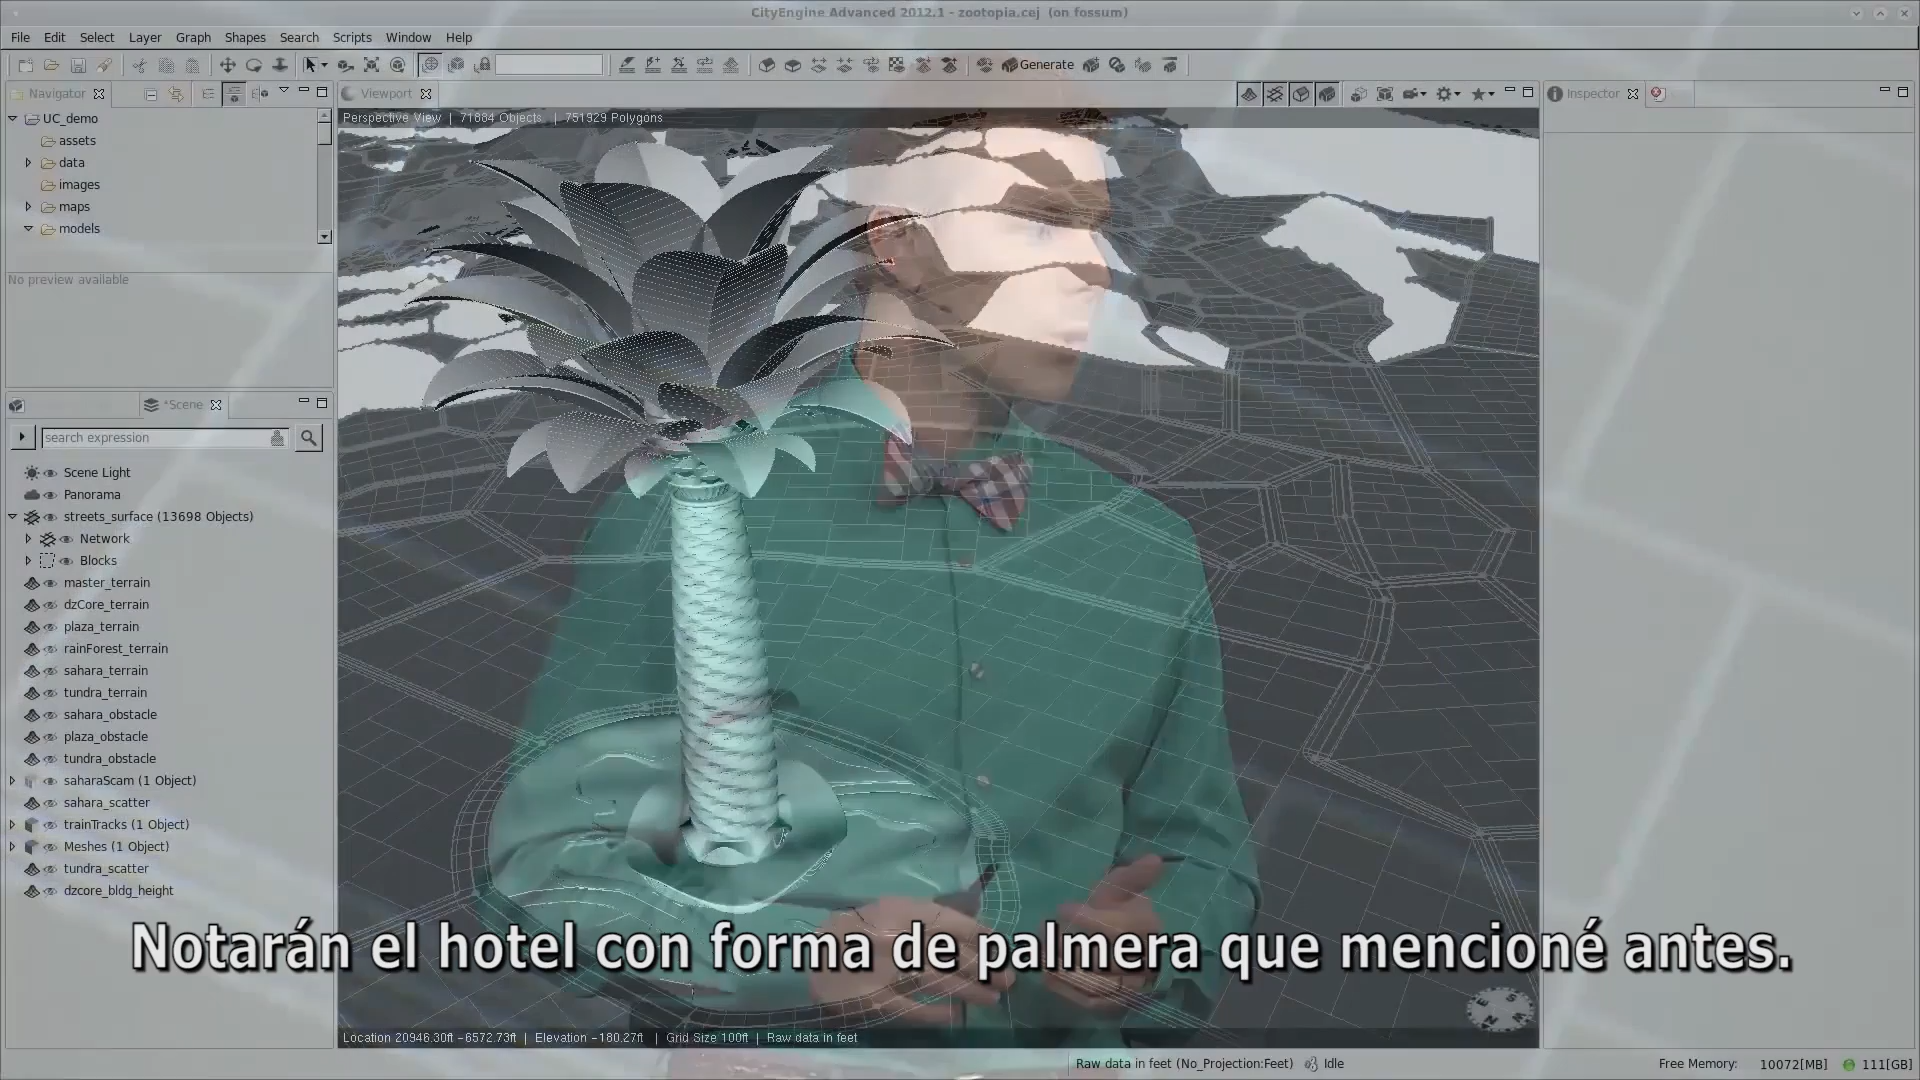 CityEngine Advanced 2012.1 - zootopia.cej (on fossum)
File Edit Select Layer Graph Shapes Search Scripts Window Help
Generate
Navigator
Viewport
Inspector
Perspective View | 71884 Objects | 751929 Polygons
UC_demo
assets
data
images
maps
models
No preview available
*Scene
search expression
Scene Light
Panorama
streets_surface (13698 Objects)
Network
Blocks
master_terrain
dzCore_terrain
plaza_terrain
rainForest_terrain
sahara_terrain
tundra_terrain
sahara_obstacle
plaza_obstacle
tundra_obstacle
saharaScam (1 Object)
sahara_scatter
trainTracks (1 Object)
Meshes (1 Object)
tundra_scatter
dzcore_bldg_height
Notarán el hotel con forma de palmera que mencioné antes.
Location 20946.30ft -6572.73ft | Elevation -180.27ft | Grid Size 100ft | Raw data in feet
Raw data in feet (No_Projection:Feet) Idle Free Memory: 10072[MB] 111[GB]